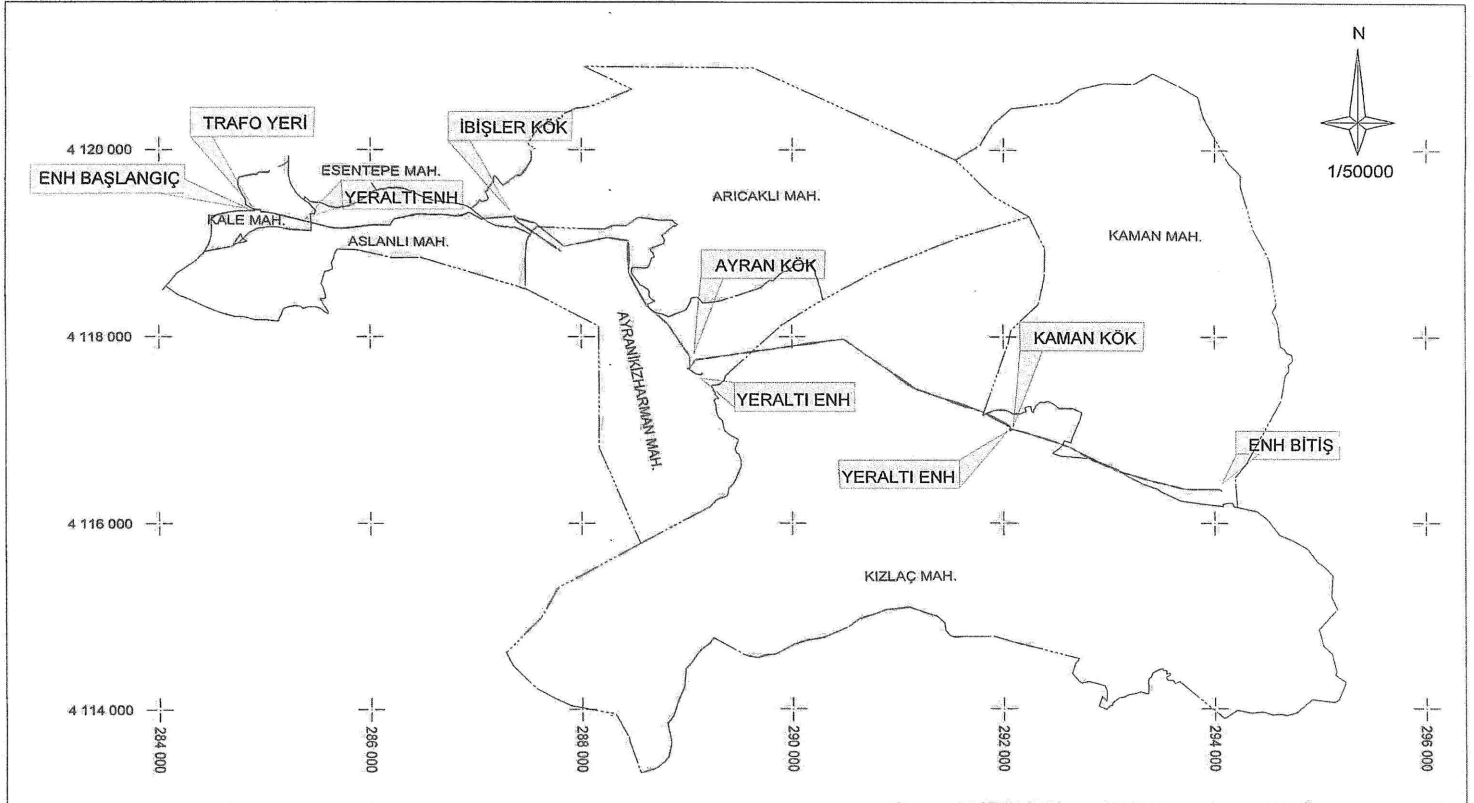 N
1/50000
TRAFO YERİ
İBİŞLER KÖK
4 120 000
ENH BAŞLANGIÇ
ESENTEPE MAH.
YERALTI ENH
ARICAKLI MAH.
KALE MAH.
ASLANLI MAH.
KAMAN MAH.
AYRAN KÖK
4 118 000
AYRANIKIZHARMAN MAH.
KAMAN KÖK
YERALTI ENH
ENH BİTİŞ
YERALTI ENH
4 116 000
KIZLAÇ MAH.
4 114 000
284 000
286 000
288 000
290 000
292 000
294 000
296 000